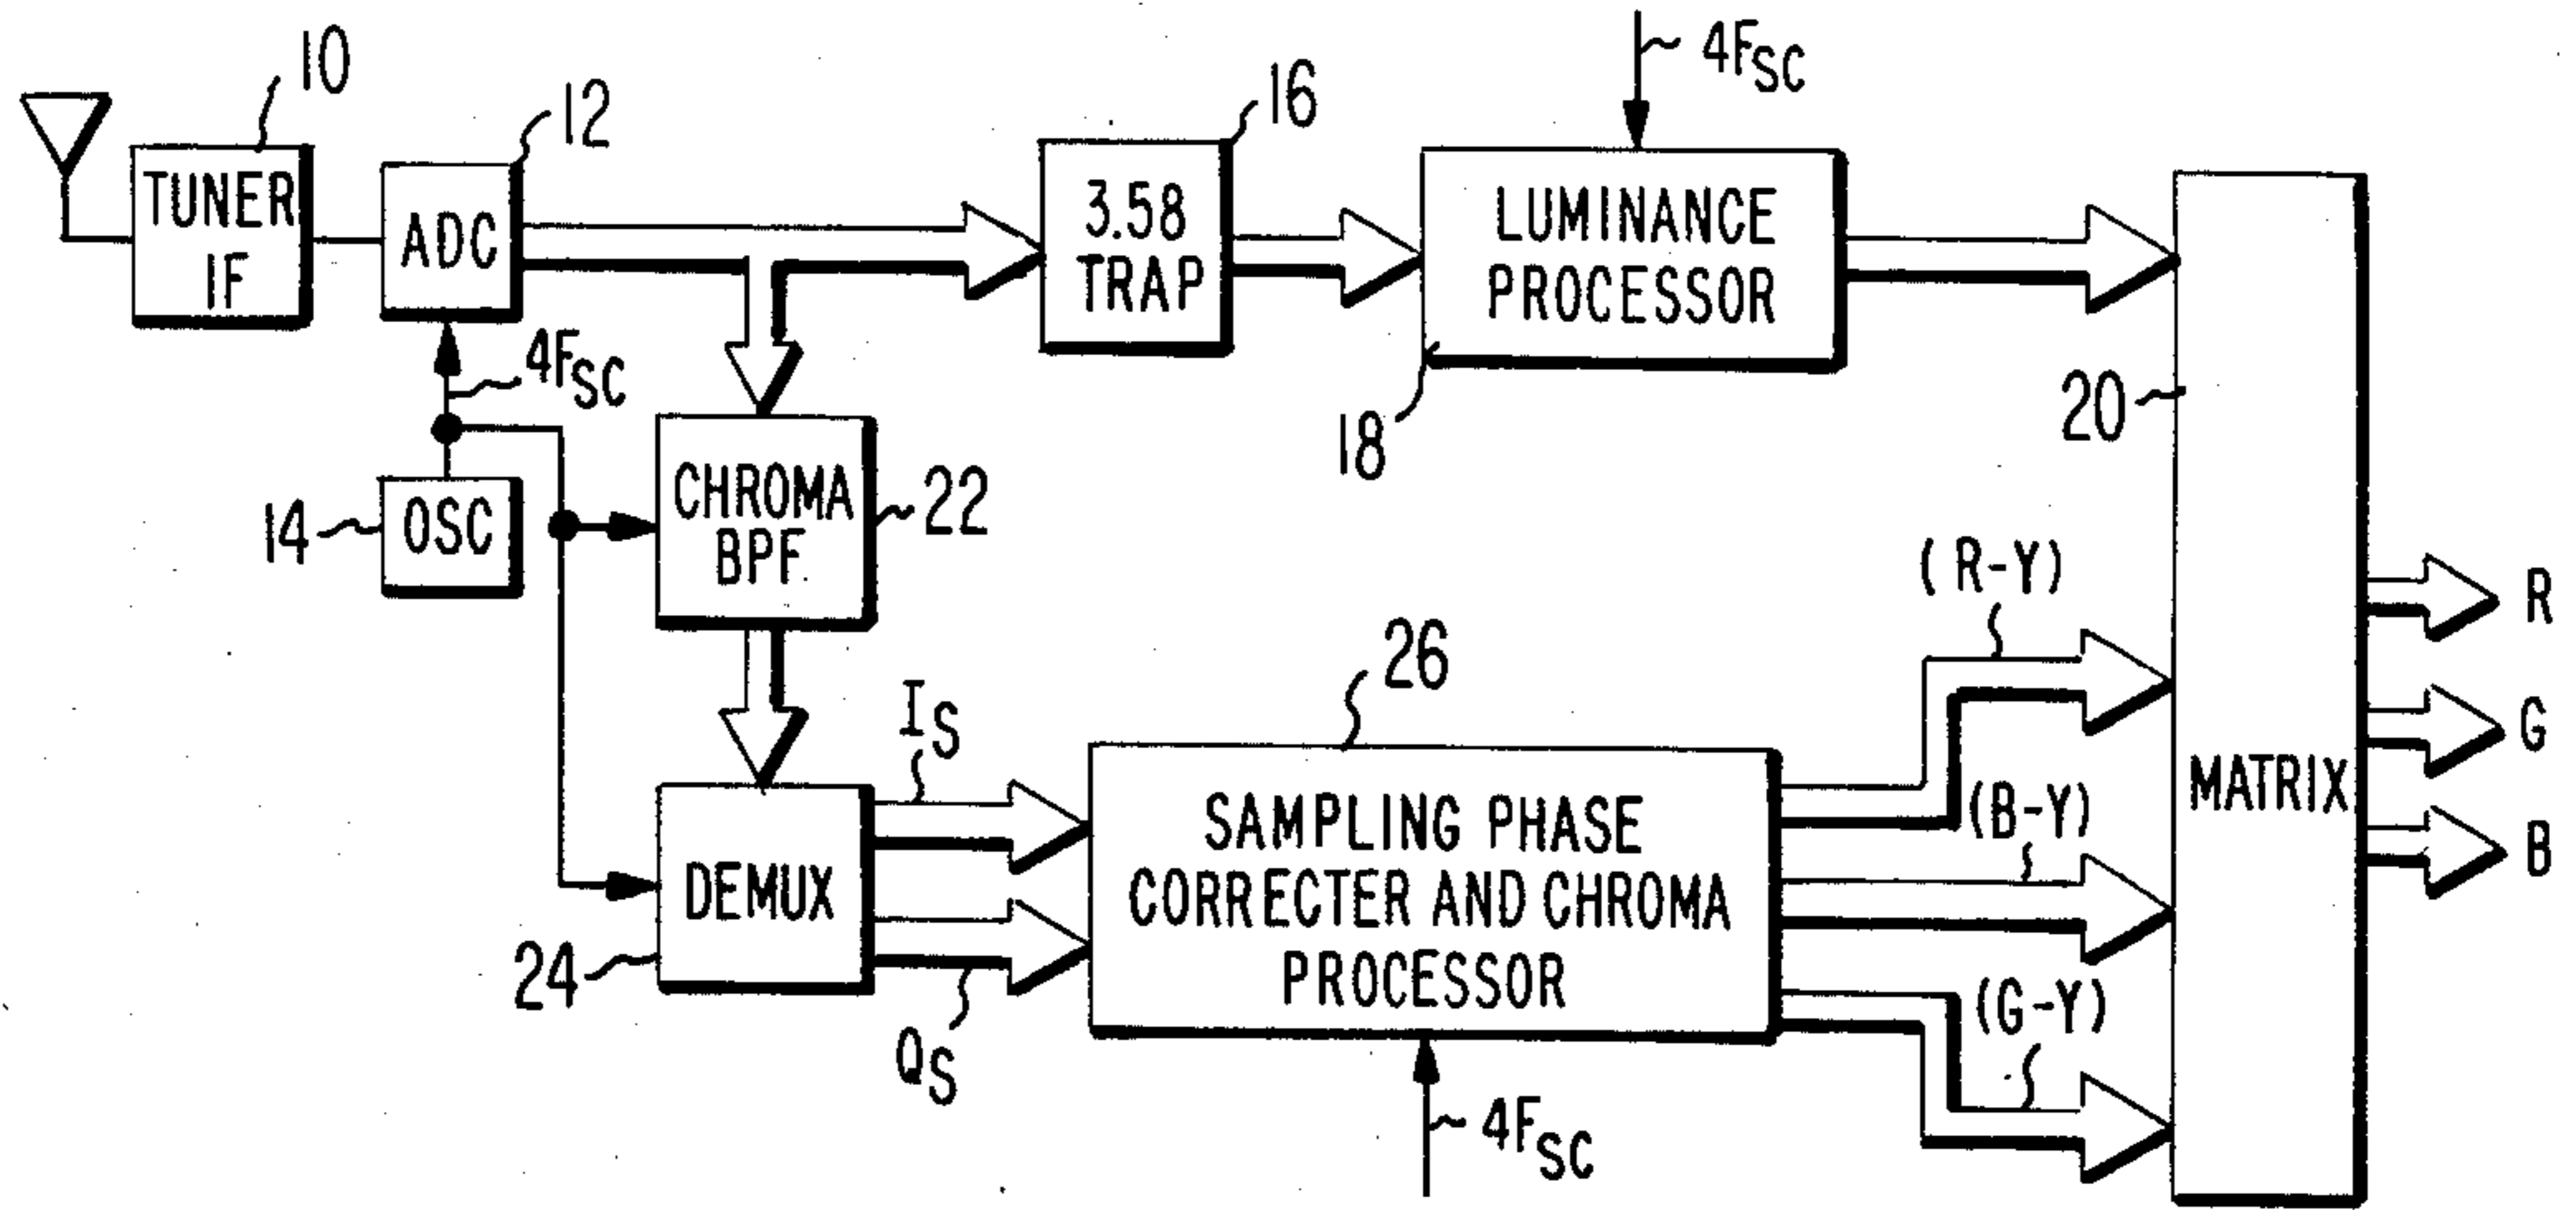 10
TUNER
IF
12
ADC
4FSC
14
OSC
16
3.58
TRAP
4FSC
LUMINANCE
PROCESSOR
18
20
CHROMA
BPF
22
IS
DEMUX
24
QS
26
SAMPLING PHASE
CORRECTER AND CHROMA
PROCESSOR
4FSC
(R-Y)
(B-Y)
(G-Y)
MATRIX
R
G
B